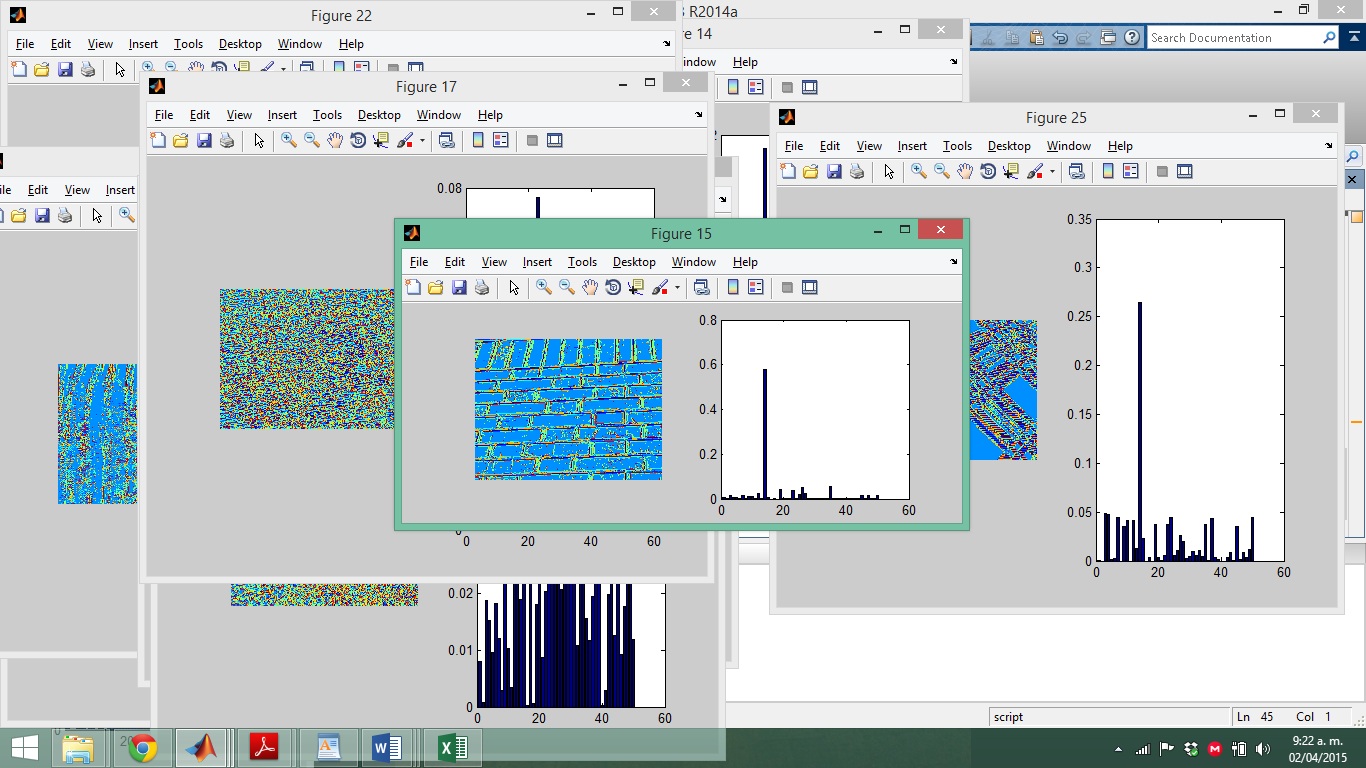 Figure 22
R2014a
File Edit View Insert Tools Desktop Window Help
14
Help
Search Documentation
Figure 17
File Edit View Insert Tools Desktop Window Help
0.08
Edit View Insert
Figure 25
File Edit View Insert Tools Desktop Window Help
0.35
0.3
0.25
0.2
0.15
0.1
0.05
0
0 20 40 60
Figure 15
File Edit View Insert Tools Desktop Window Help
0.8
0.6
0.4
0.2
0
0 20 40 60
0 20 40 60
0.02
0.01
0
0 20 40 60
script
Ln 45 Col 1
9:22 a. m.
02/04/2015